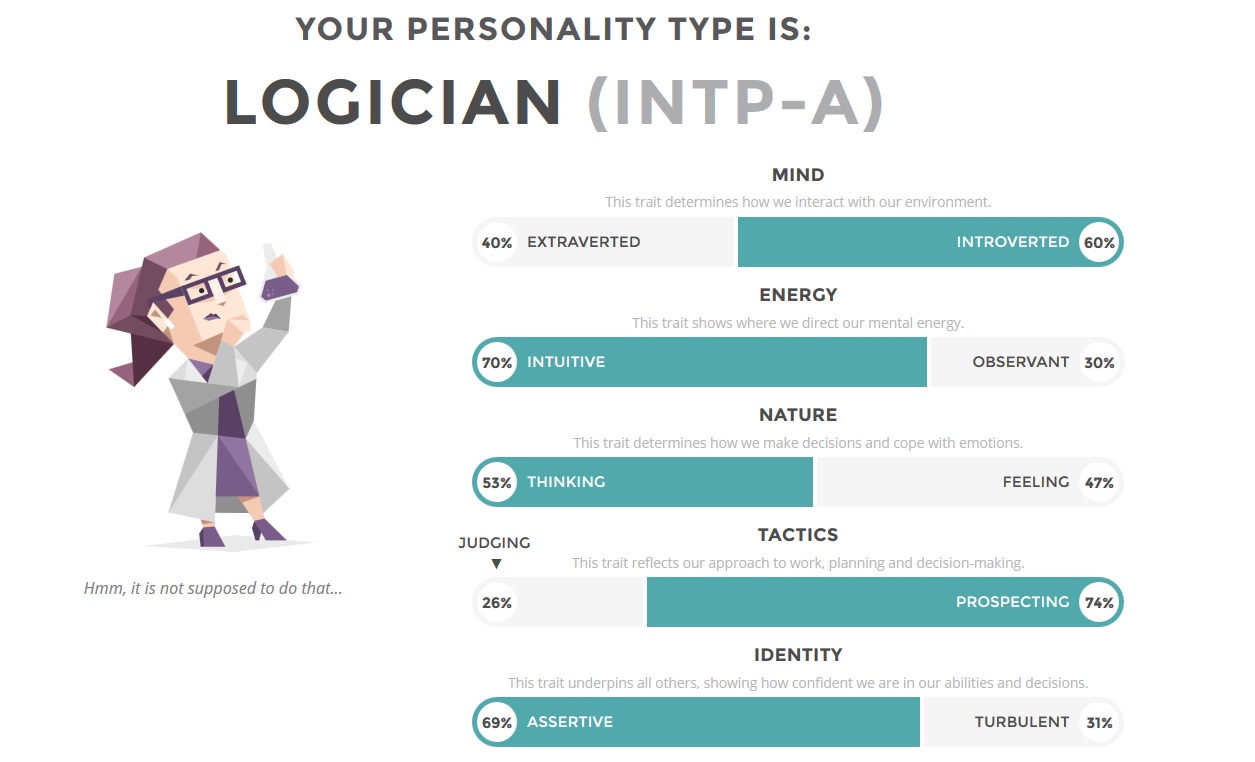 YOUR PERSONALITY TYPE IS:
LOGICIAN (INTP-A)
MIND
This trait determines how we interact with our environment.
40% EXTRAVERTED INTROVERTED 60%
ENERGY
This trait shows where we direct our mental energy.
70% INTUITIVE OBSERVANT 30%
NATURE
This trait determines how we make decisions and cope with emotions.
53% THINKING FEELING 47%
TACTICS
JUDGING
This trait reflects our approach to work, planning and decision-making.
26% PROSPECTING 74%
Hmm, it is not supposed to do that...
IDENTITY
This trait underpins all others, showing how confident we are in our abilities and decisions.
69% ASSERTIVE TURBULENT 31%